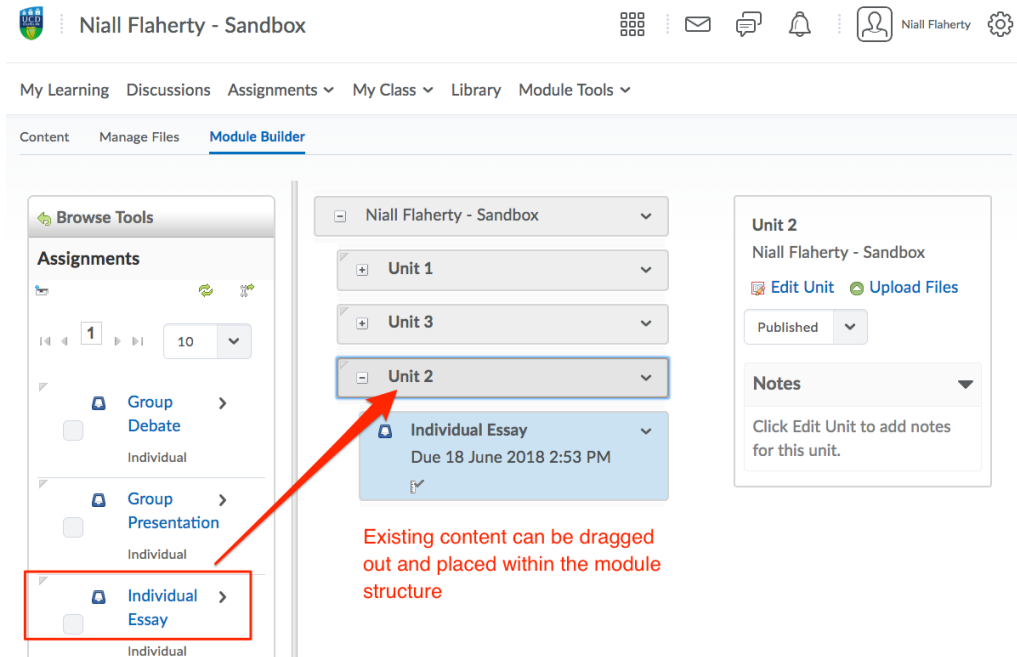 UCD
Niall Flaherty - Sandbox
Niall Flaherty
My Learning Discussions Assignments My Class Library Module Tools
Content Manage Files Module Builder
Browse Tools
Assignments
1
10
Group
Debate
Individual
Group
Presentation
Individual
Individual
Essay
Individual
Niall Flaherty - Sandbox
Unit 1
Unit 3
Unit 2
Individual Essay
Due 18 June 2018 2:53 PM
Existing content can be dragged
out and placed within the module
structure
Unit 2
Niall Flaherty - Sandbox
Edit Unit Upload Files
Published
Notes
Click Edit Unit to add notes
for this unit.